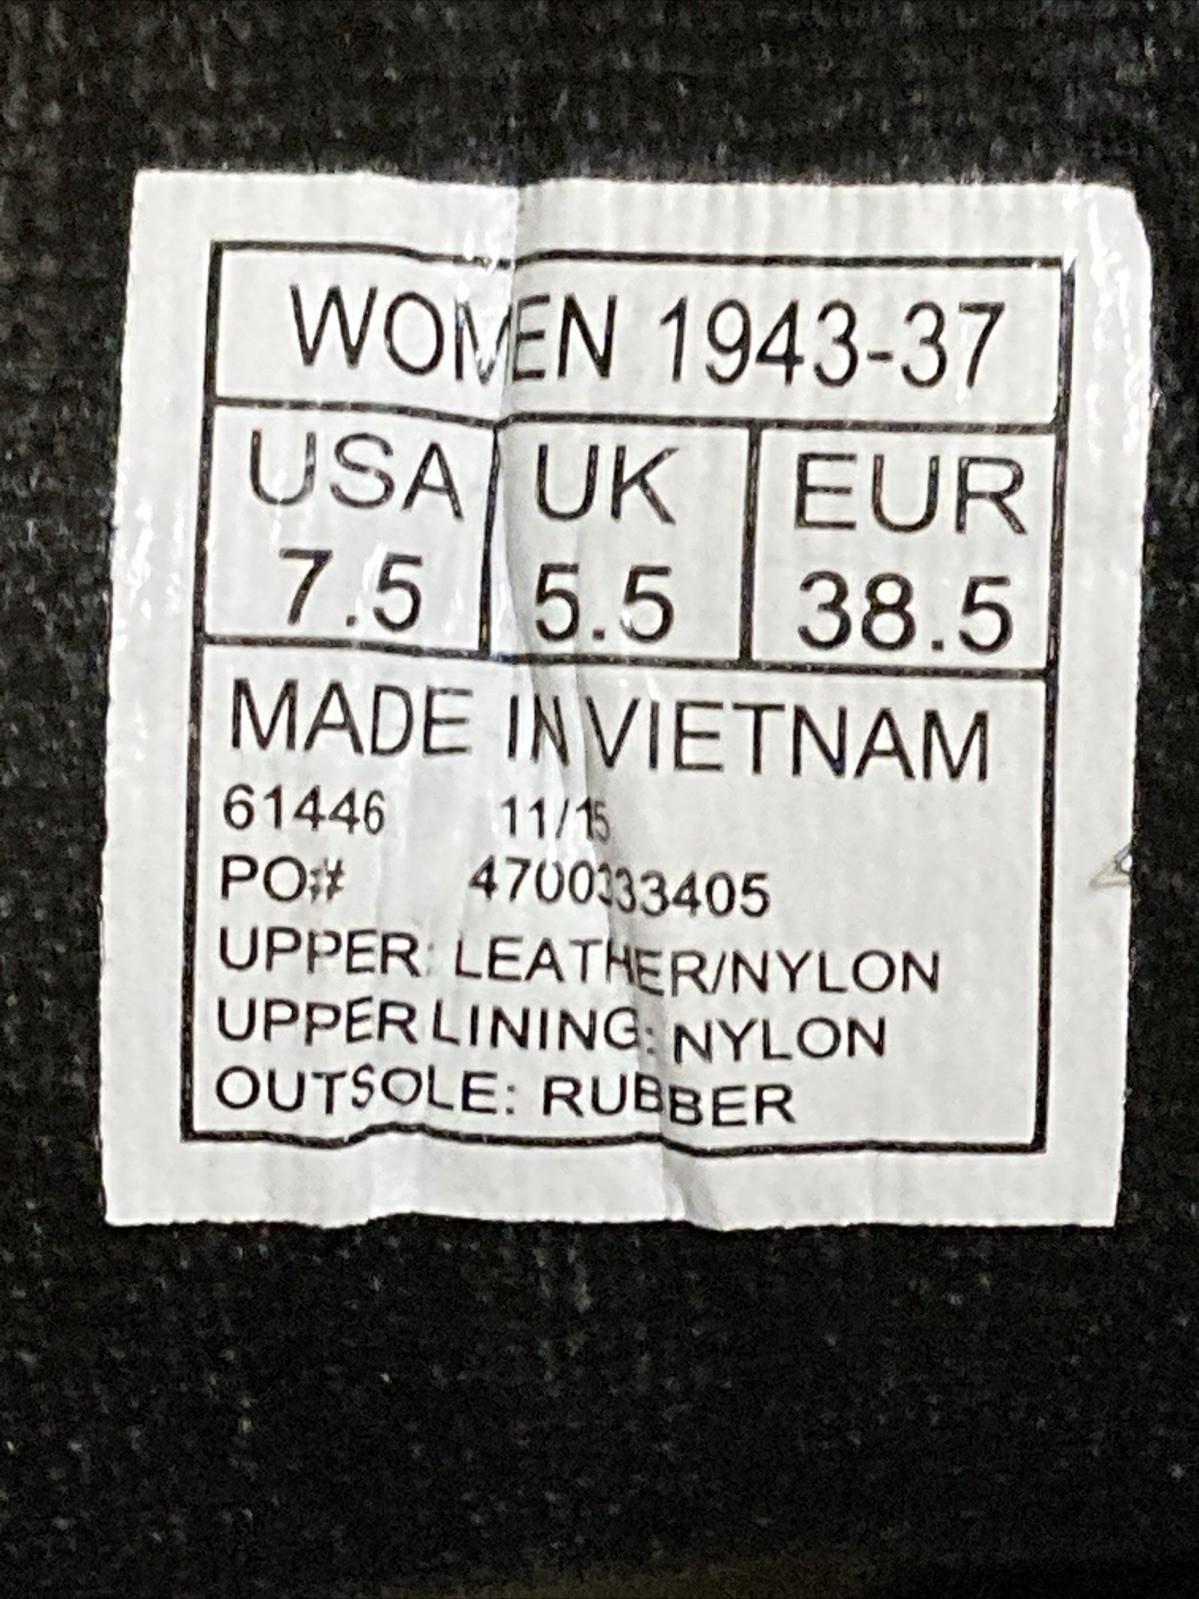 WOMEN 1943-37
USA UK EUR
7.5 5.5 38.5
MADE IN VIETNAM
61446 11/15
PO# 4700333405
UPPER: LEATHER/NYLON
UPPER LINING: NYLON
OUTSOLE: RUBBER